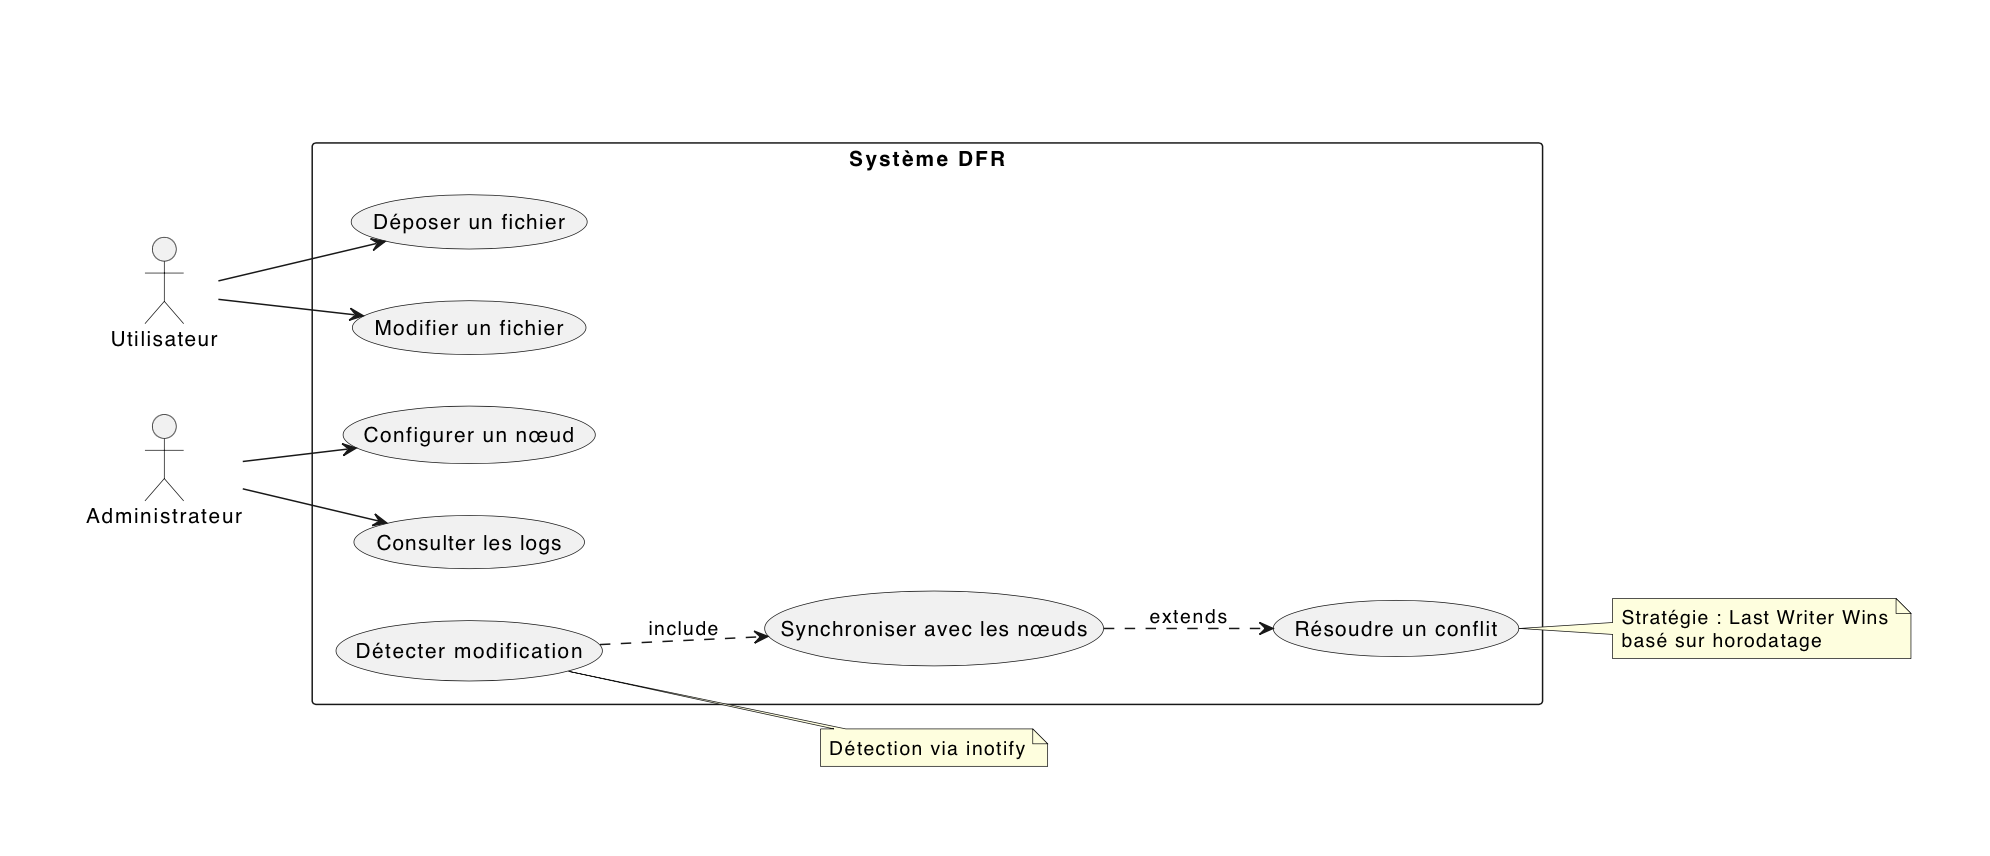 Système DFR
Déposer un fichier
Modifier un fichier
Utilisateur
Configurer un nœud
Administrateur
Consulter les logs
Détecter modification
include
Synchroniser avec les nœuds
extends
Résoudre un conflit
Stratégie : Last Writer Wins
basé sur horodatage
Détection via inotify